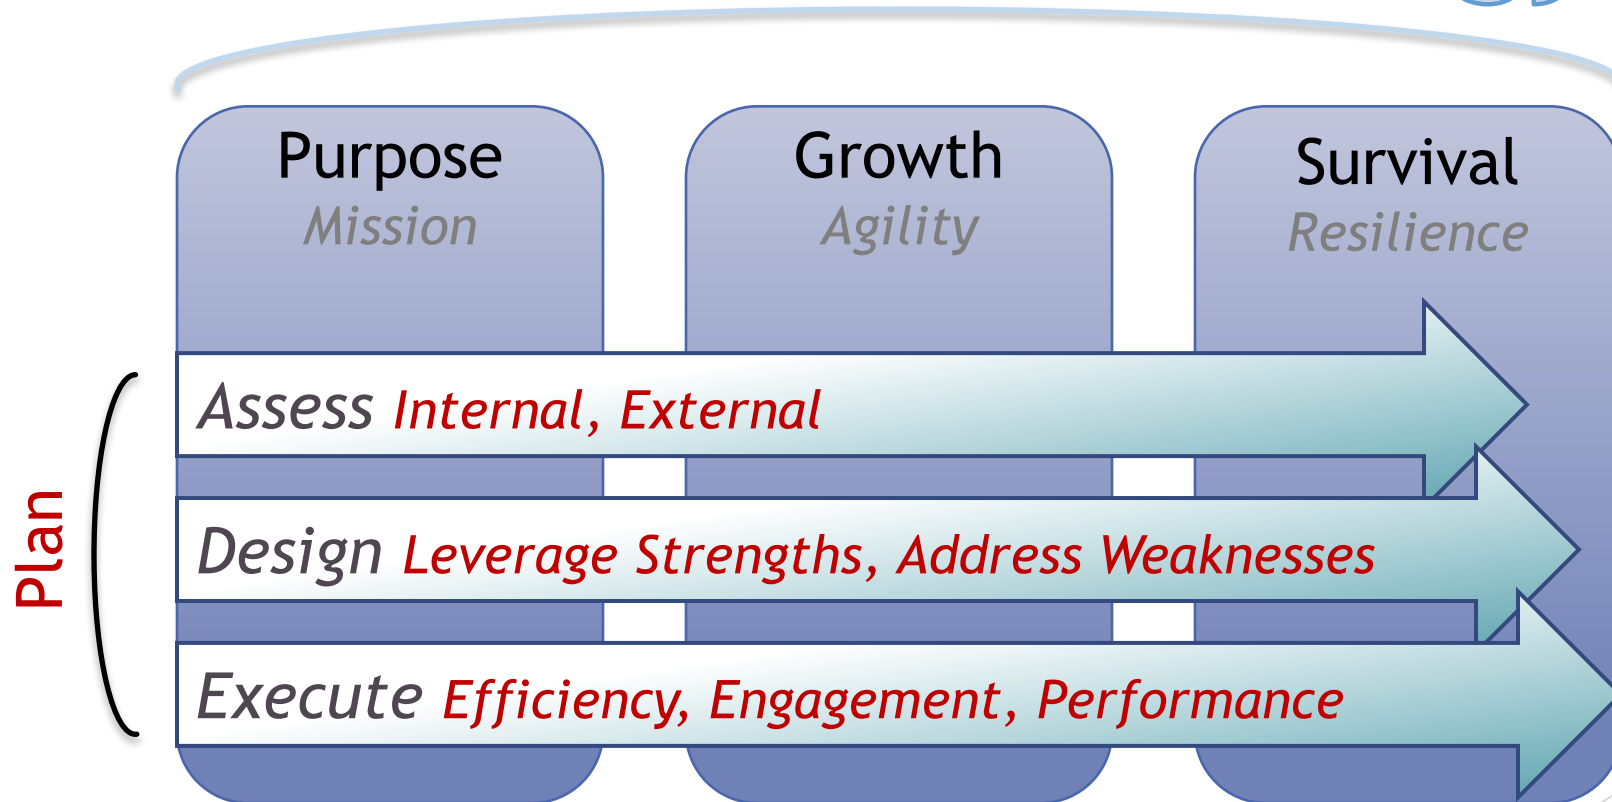 Purpose
Mission
Growth
Agility
Survival
Resilience
Plan
Assess Internal, External
Design Leverage Strengths, Address Weaknesses
Execute Efficiency, Engagement, Performance